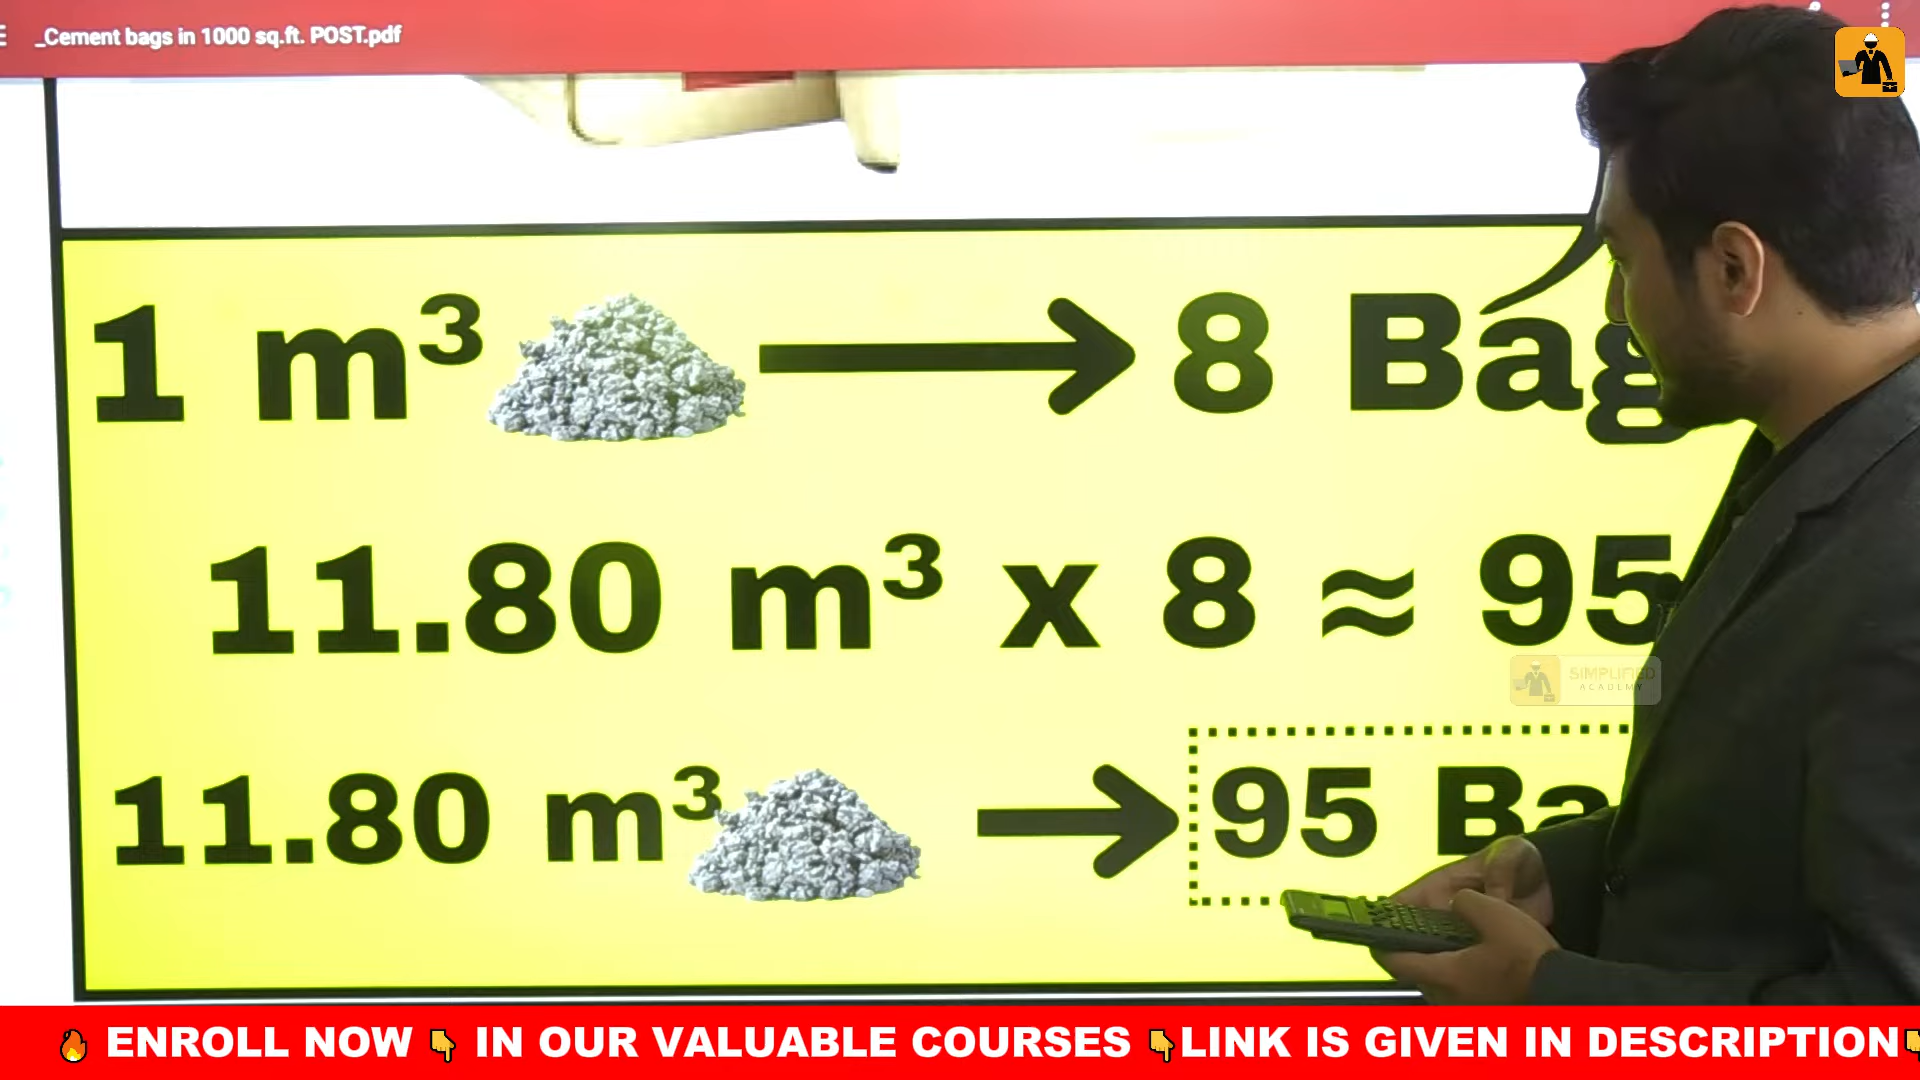 _Cement bags in 1000 sq.ft. POST.pdf
1 m³ → 8 Bag
11.80 m³ x 8 ≈ 95
SIMPLIFIED
ACADEMY
11.80 m³ → 95 Ba
🔥 ENROLL NOW 👇 IN OUR VALUABLE COURSES 👇LINK IS GIVEN IN DESCRIPTION👇